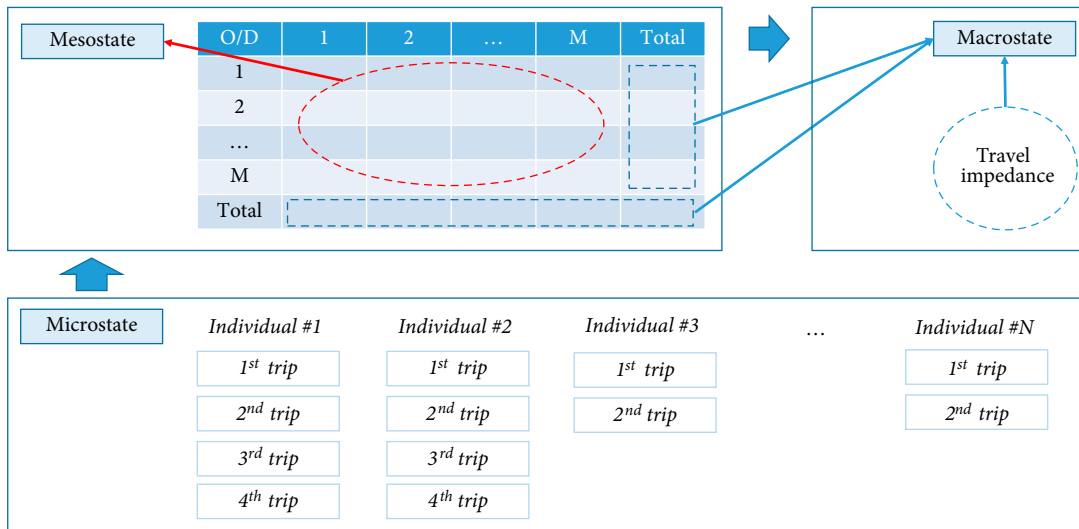 Mesostate
O/D 1 2 … M Total
1
2
…
M
Total
Macrostate
Travel
impedance
Microstate
Individual #1 Individual #2 Individual #3 … Individual #N
1st trip 1st trip 1st trip 1st trip
2nd trip 2nd trip 2nd trip 2nd trip
3rd trip 3rd trip
4th trip 4th trip